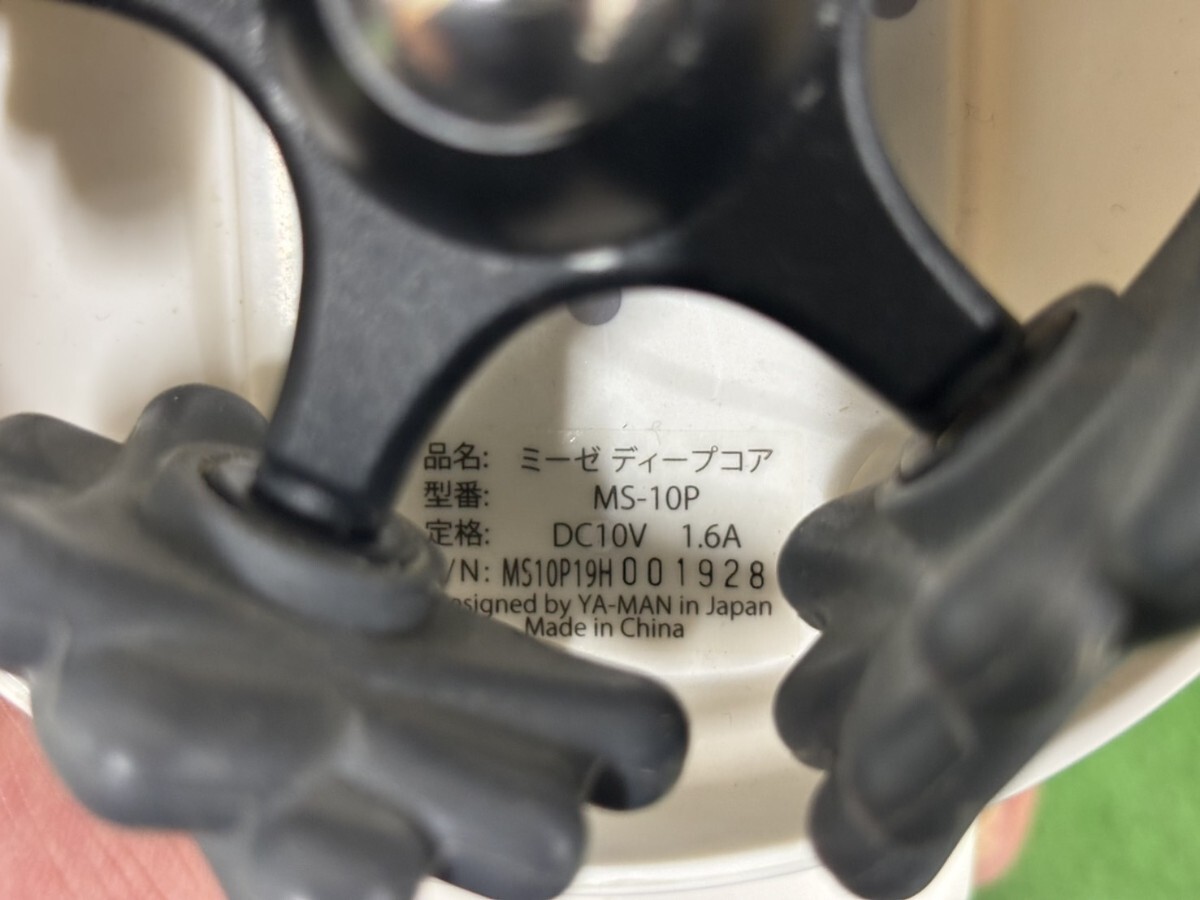 品名: ミーゼ ディープコア
型番: MS-10P
定格: DC10V 1.6A
/N: MS10P19H001928
signed by YA-MAN in Japan
Made in China